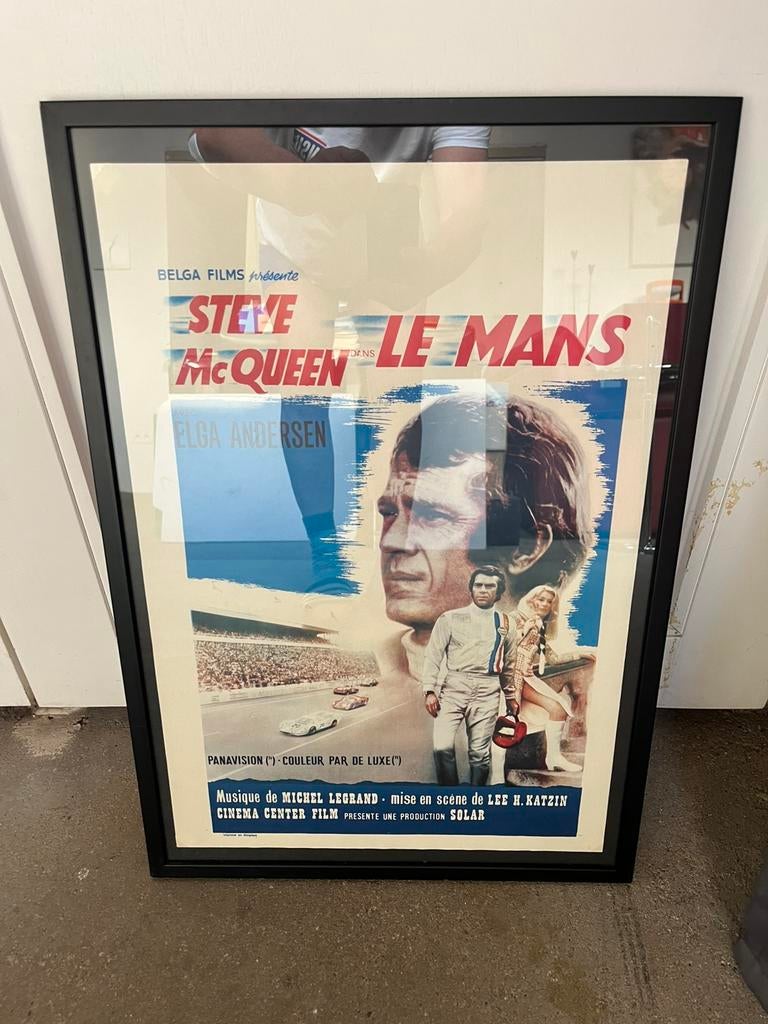 BELGA FILMS présente
STEVE
McQUEEN DANS LE MANS
ELGA ANDERSEN
PANAVISION (") - COULEUR PAR DE LUXE (")
Musique de MICHEL LEGRAND - mise en scène de LEE H. KATZIN
CINEMA CENTER FILM PRESENTE UNE PRODUCTION SOLAR